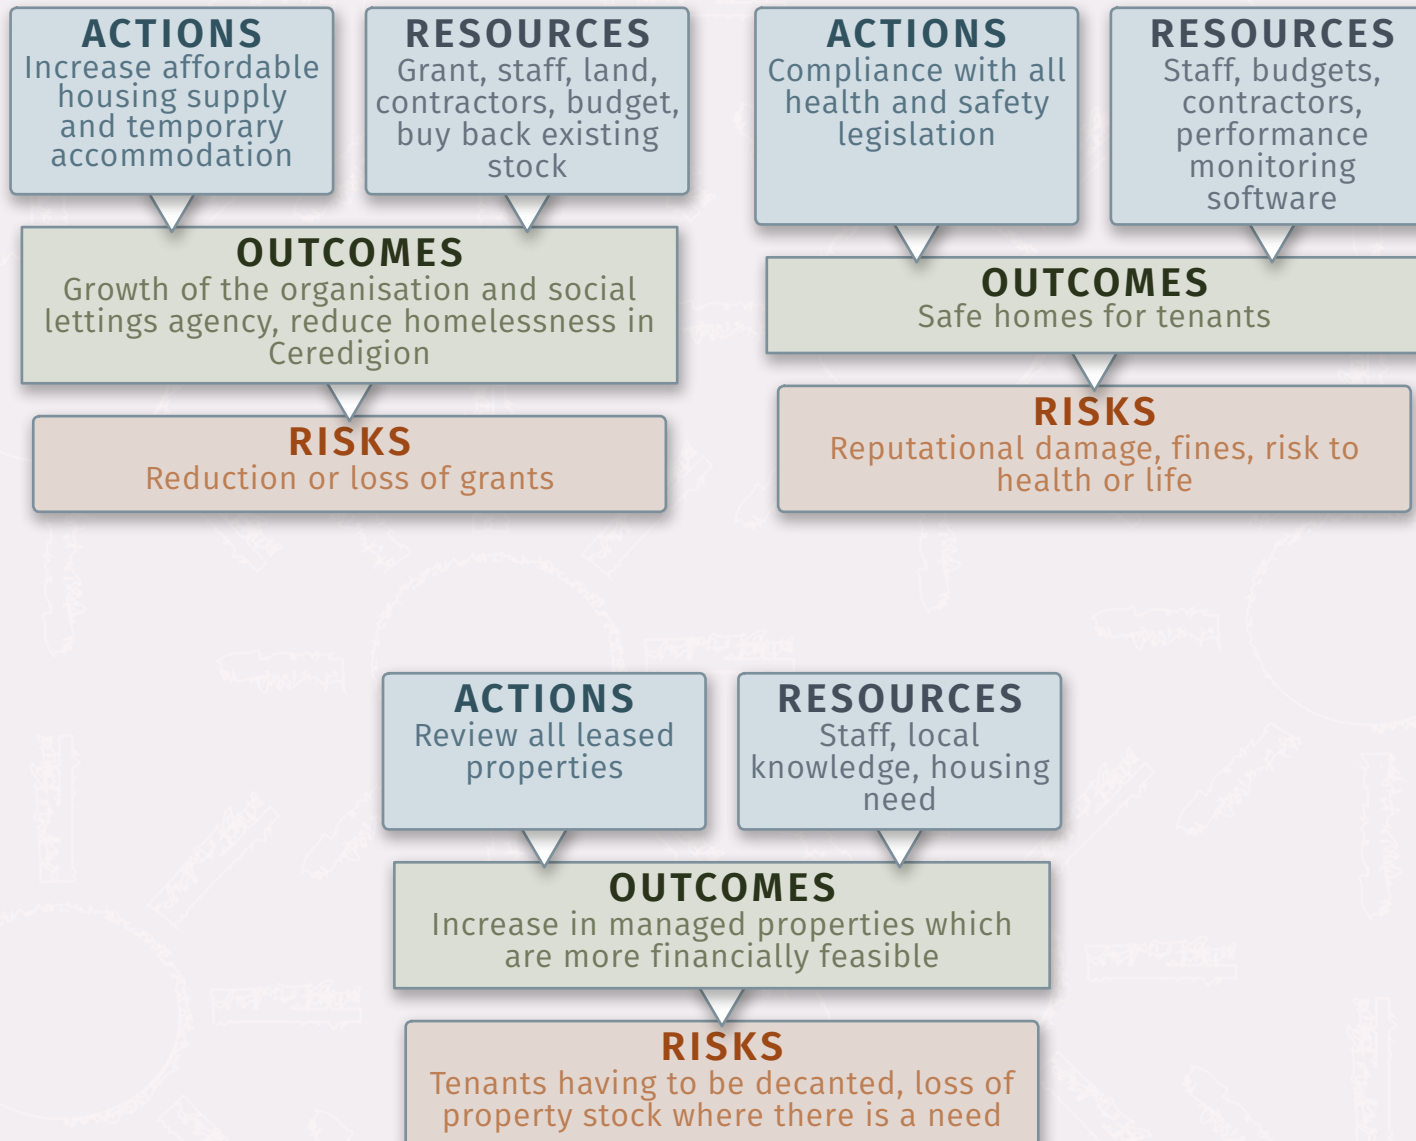 ACTIONS
Increase affordable
housing supply
and temporary
accommodation
RESOURCES
Grant, staff, land,
contractors, budget,
buy back existing
stock
OUTCOMES
Growth of the organisation and social
lettings agency, reduce homelessness in
Ceredigion
RISKS
Reduction or loss of grants
ACTIONS
Compliance with all
health and safety
legislation
RESOURCES
Staff, budgets,
contractors,
performance
monitoring
software
OUTCOMES
Safe homes for tenants
RISKS
Reputational damage, fines, risk to
health or life
ACTIONS
Review all leased
properties
RESOURCES
Staff, local
knowledge, housing
need
OUTCOMES
Increase in managed properties which
are more financially feasible
RISKS
Tenants having to be decanted, loss of
property stock where there is a need